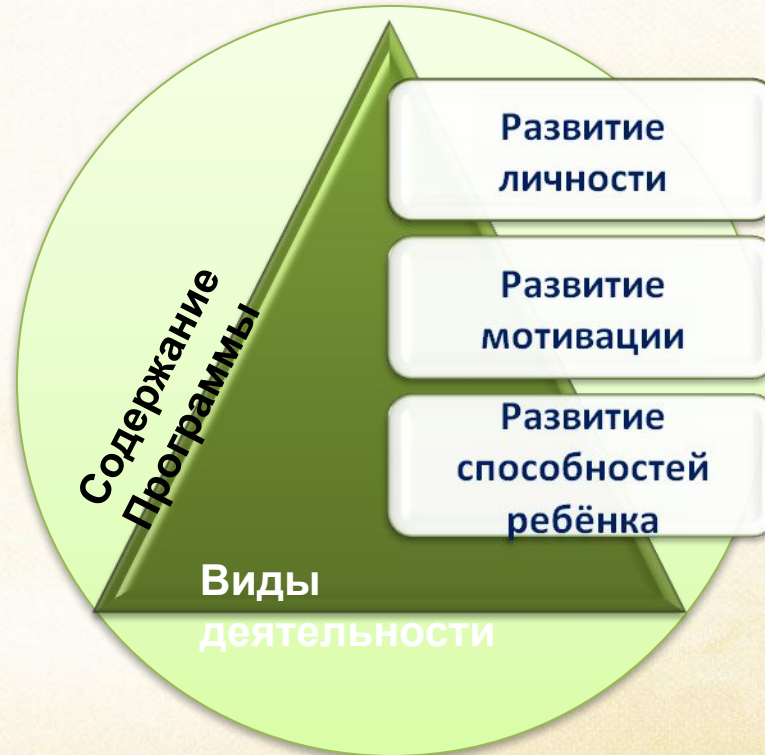 Развитие
личности
Развитие
мотивации
Развитие
способностей
ребёнка
Содержание
Программы
Виды
деятельности